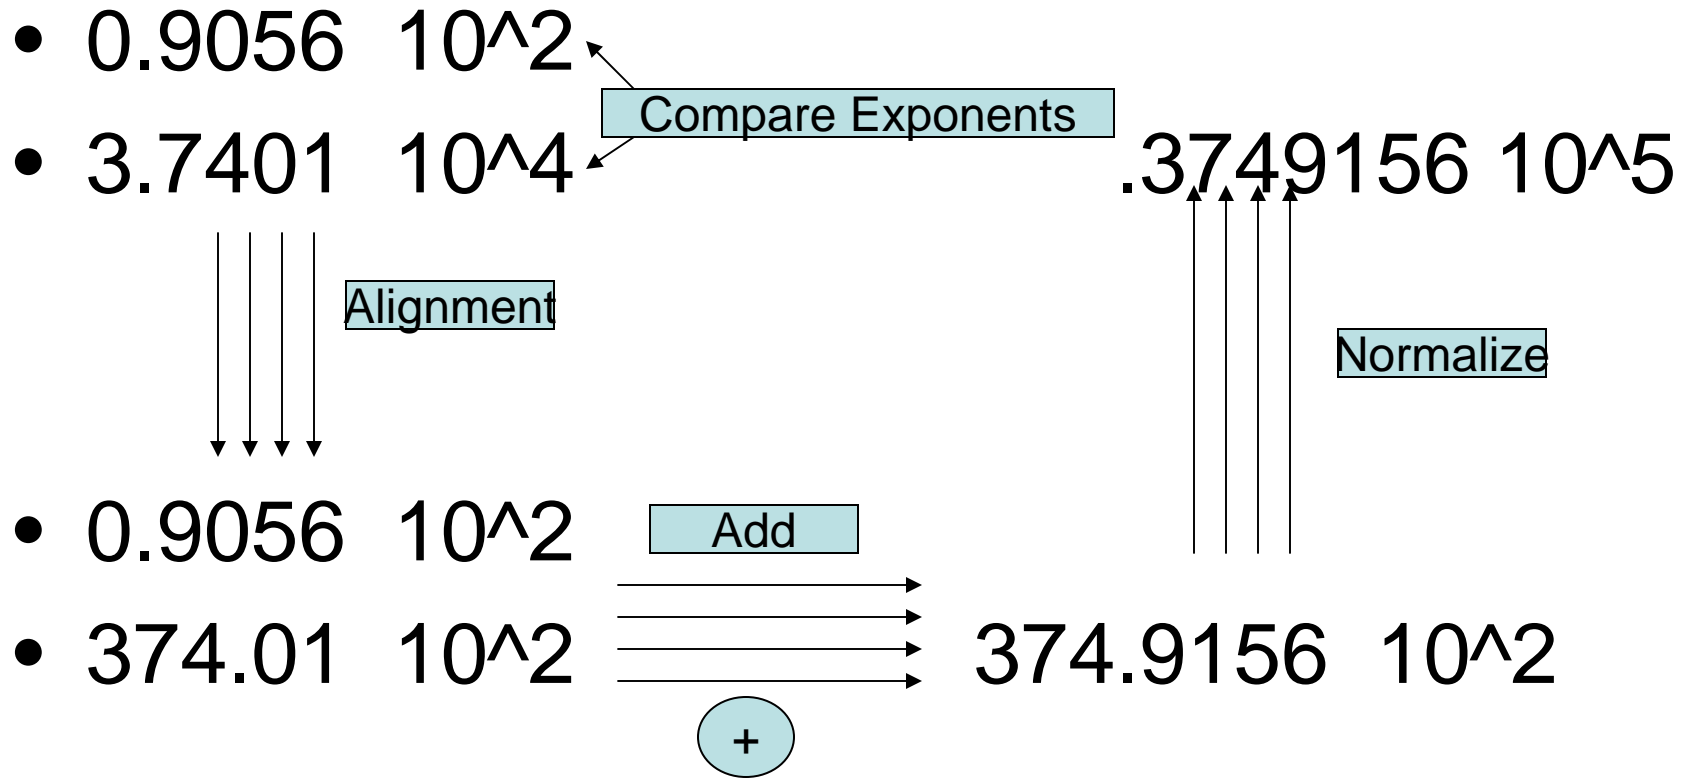 • 0.9056 10^2
Compare Exponents
• 3.7401 10^4
.3749156 10^5
Alignment
Normalize
• 0.9056 10^2
Add
• 374.01 10^2
374.9156 10^2
+